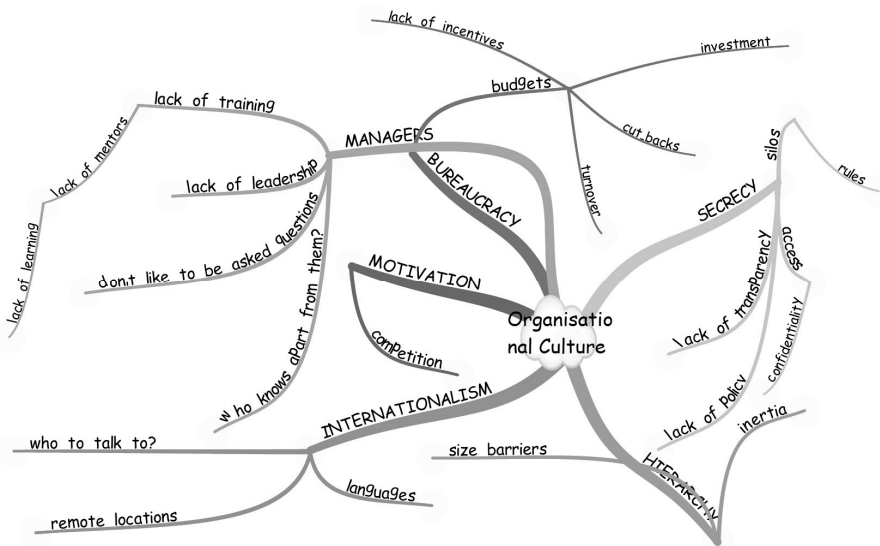 Organisatio
nal Culture
MANAGERS
lack of training
lack of mentors
lack of learning
lack of leadership
don't like to be asked questions
who knows apart from them?
BUREAUCRACY
budgets
lack of incentives
investment
cut backs
turnover
SECRECY
silos
rules
access
confidentiality
lack of transparency
lack of policy
HIERARCHY
inertia
size barriers
MOTIVATION
competition
INTERNATIONALISM
who to talk to?
remote locations
languages